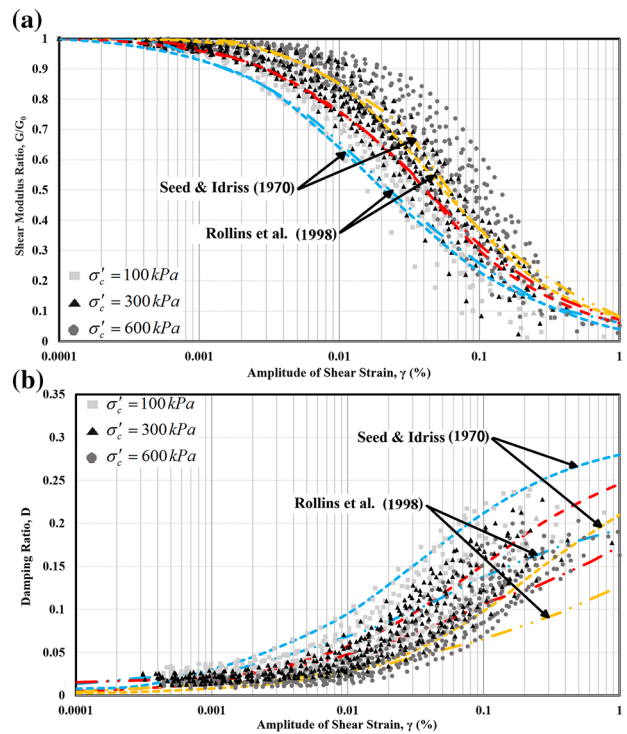 (a)
1
0.9
0.8
0.7
0.6
0.5
0.4
0.3
0.2
0.1
0
Shear Modulus Ratio, G/G₀
Seed & Idriss (1970)
Rollins et al. (1998)
σ′c = 100 kPa
σ′c = 300 kPa
σ′c = 600 kPa
0.0001 0.001 0.01 0.1 1
Amplitude of Shear Strain, γ (%)
(b)
0.35
0.3
0.25
0.2
0.15
0.1
0.05
0
Damping Ratio, D
σ′c = 100 kPa
σ′c = 300 kPa
σ′c = 600 kPa
Seed & Idriss (1970)
Rollins et al. (1998)
0.0001 0.001 0.01 0.1 1
Amplitude of Shear Strain, γ (%)